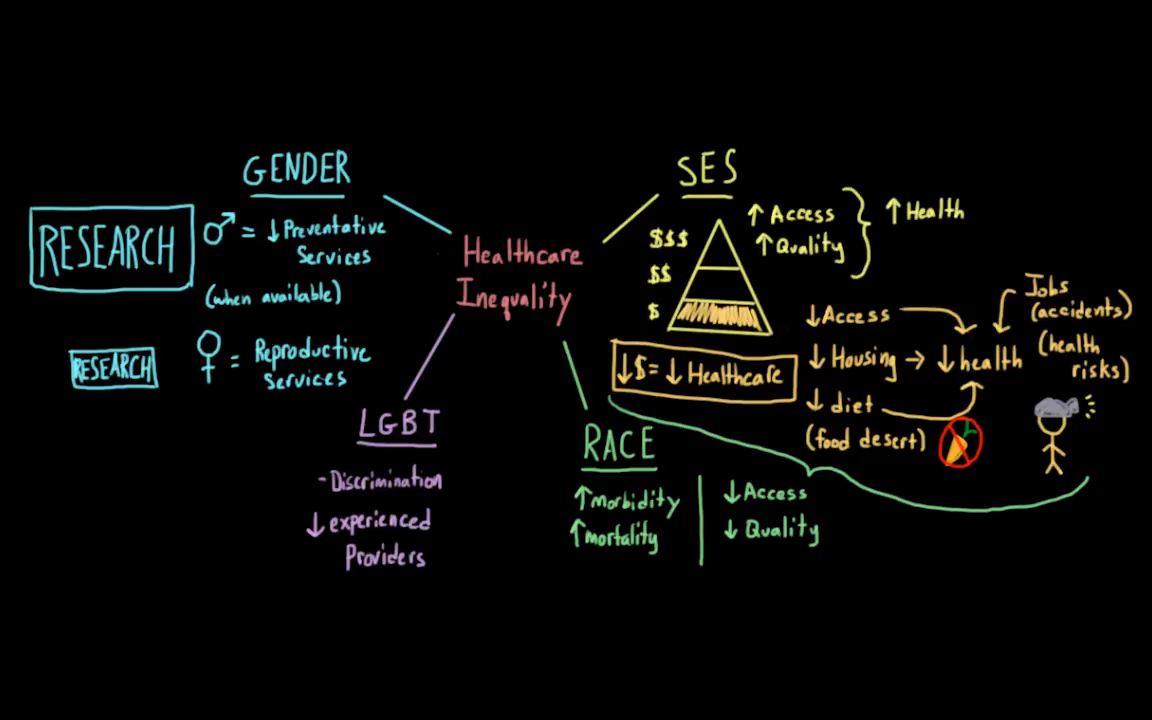 GENDER
RESEARCH
♂ = ↓ Preventative
Services
(when available)
RESEARCH
♀ = Reproductive
Services
Healthcare
Inequality
SES
$$$
$$
$
↑ Access
↑ Quality
↑ Health
↓$ = ↓ Healthcare
↓ Access
↓ Housing → ↓ health
↓ diet
(food desert)
Jobs
(accidents)
(health
risks)
LGBT
- Discrimination
↓ experienced
Providers
RACE
↑ morbidity
↑ mortality
↓ Access
↓ Quality